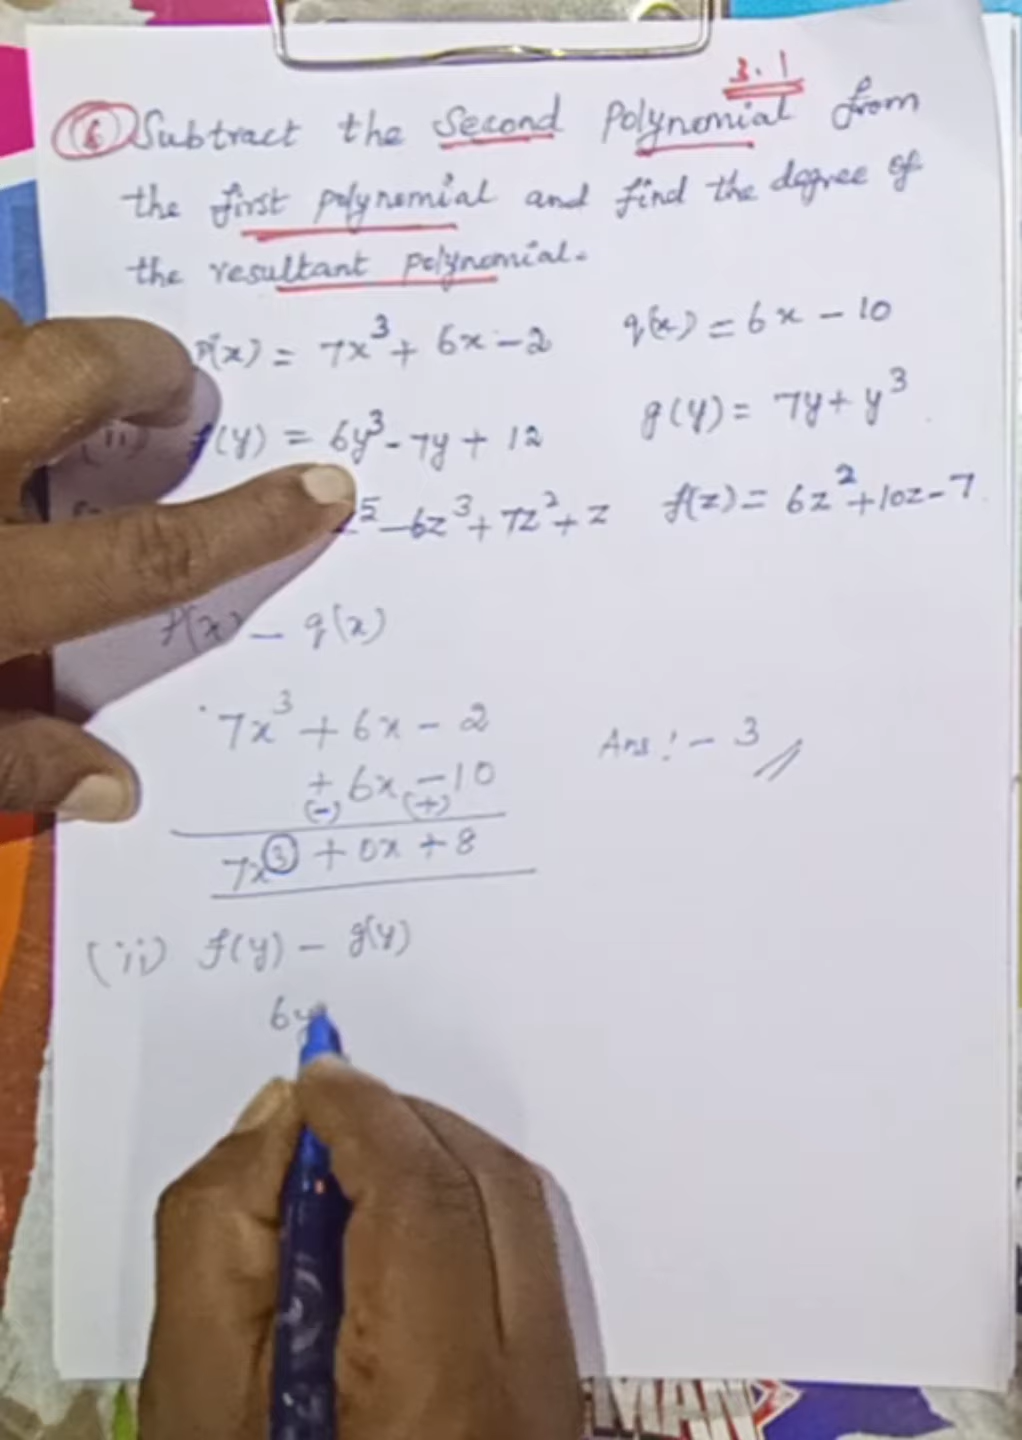 3.1
6 Subtract the Second Polynomial from
the first polynomial and find the degree of
the resultant polynomial.
p(x) = 7x³ + 6x - 2 q(x) = 6x - 10
(ii) f(y) = 6y³ - 7y + 12 g(y) = 7y + y³
z⁵ - 6z³ + 7z² + z f(z) = 6z² + 10z - 7
(x) - q(x)
7x³ + 6x - 2
+ 6x - 10 Ans :- 3
(-) (+)
7x³ + 0x + 8
(ii) f(y) - g(y)
6y